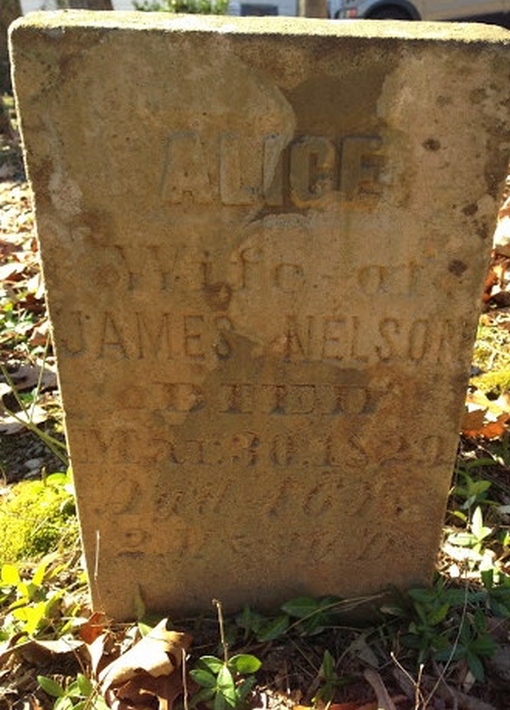 ALICE
Wife of
JAMES NELSON
DIED
Mar. 30. 1829